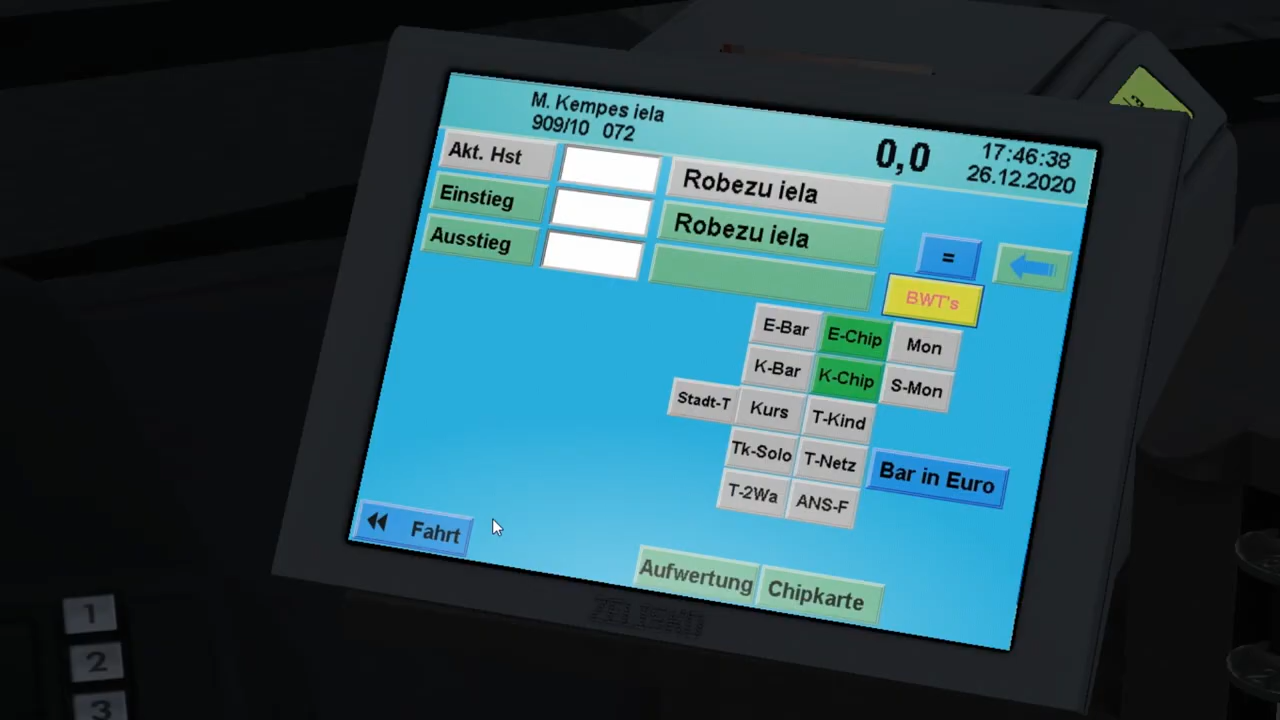 M. Kempes iela
909/10 072
0,0
17:46:38
26.12.2020
Akt. Hst
Robezu iela
Einstieg
Robezu iela
Ausstieg
=
BWT's
E-Bar
E-Chip
Mon
K-Bar
K-Chip
S-Mon
Stadt-T
Kurs
T-Kind
Tk-Solo
T-Netz
Bar in Euro
T-2Wa
ANS-F
Fahrt
Aufwertung
Chipkarte
1
2
3